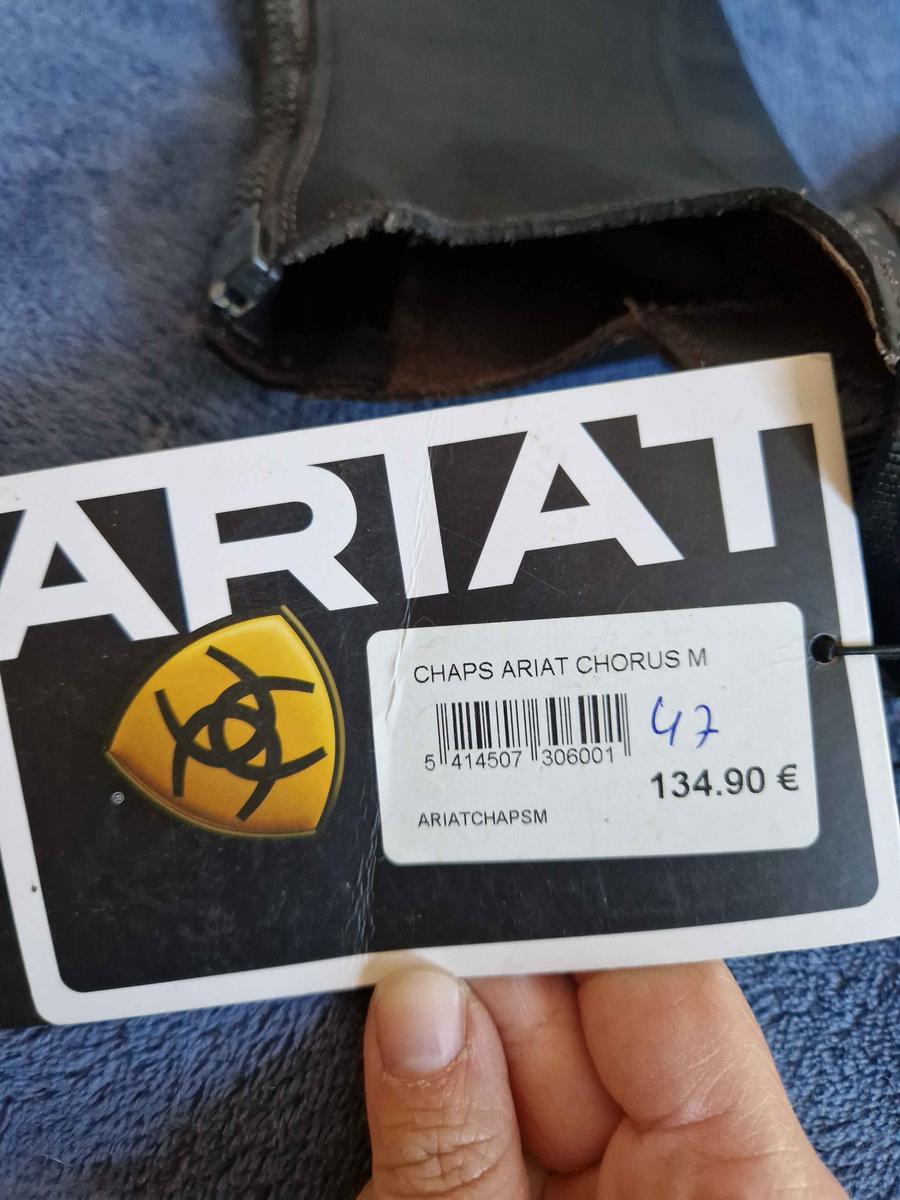 ARIAT
CHAPS ARIAT CHORUS M
47
5 414507 306001
134.90 €
ARIATCHAPSM
®